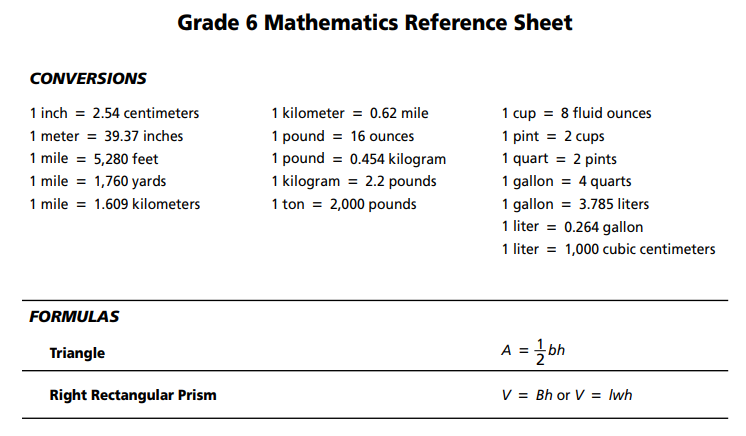 Grade 6 Mathematics Reference Sheet
CONVERSIONS
1 inch = 2.54 centimeters
1 meter = 39.37 inches
1 mile = 5,280 feet
1 mile = 1,760 yards
1 mile = 1.609 kilometers
1 kilometer = 0.62 mile
1 pound = 16 ounces
1 pound = 0.454 kilogram
1 kilogram = 2.2 pounds
1 ton = 2,000 pounds
1 cup = 8 fluid ounces
1 pint = 2 cups
1 quart = 2 pints
1 gallon = 4 quarts
1 gallon = 3.785 liters
1 liter = 0.264 gallon
1 liter = 1,000 cubic centimeters
FORMULAS
Triangle A = 1/2 bh
Right Rectangular Prism V = Bh or V = lwh